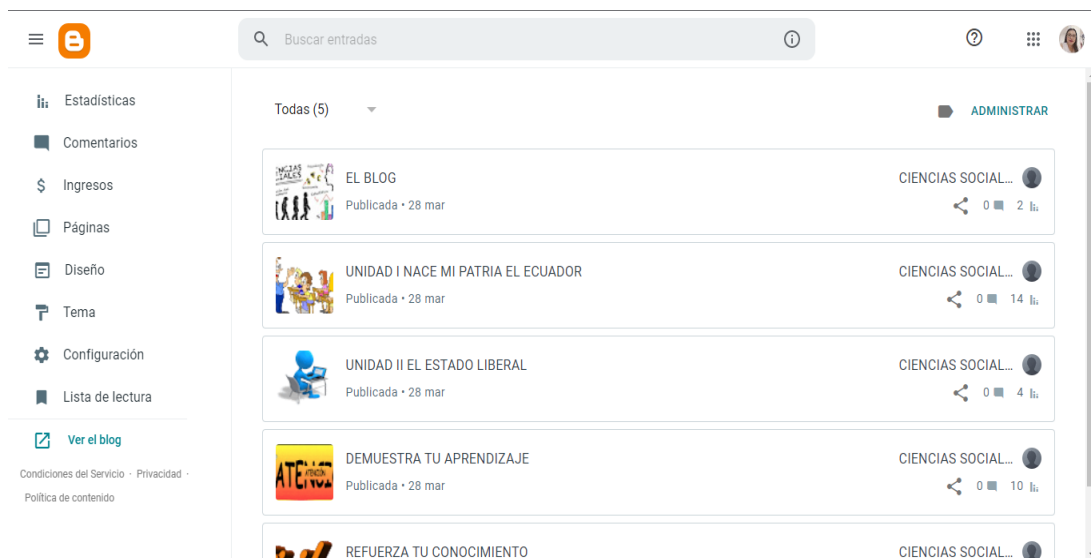 Buscar entradas
Estadísticas
Comentarios
Ingresos
Páginas
Diseño
Tema
Configuración
Lista de lectura
Ver el blog
Condiciones del Servicio · Privacidad ·
Política de contenido
Todas (5)
ADMINISTRAR
EL BLOG
CIENCIAS SOCIAL...
Publicada • 28 mar
0 2
UNIDAD I NACE MI PATRIA EL ECUADOR
CIENCIAS SOCIAL...
Publicada • 28 mar
0 14
UNIDAD II EL ESTADO LIBERAL
CIENCIAS SOCIAL...
Publicada • 28 mar
0 4
ATENCI
ATENCIÓN
DEMUESTRA TU APRENDIZAJE
CIENCIAS SOCIAL...
Publicada • 28 mar
0 10
REFUERZA TU CONOCIMIENTO
CIENCIAS SOCIAL...